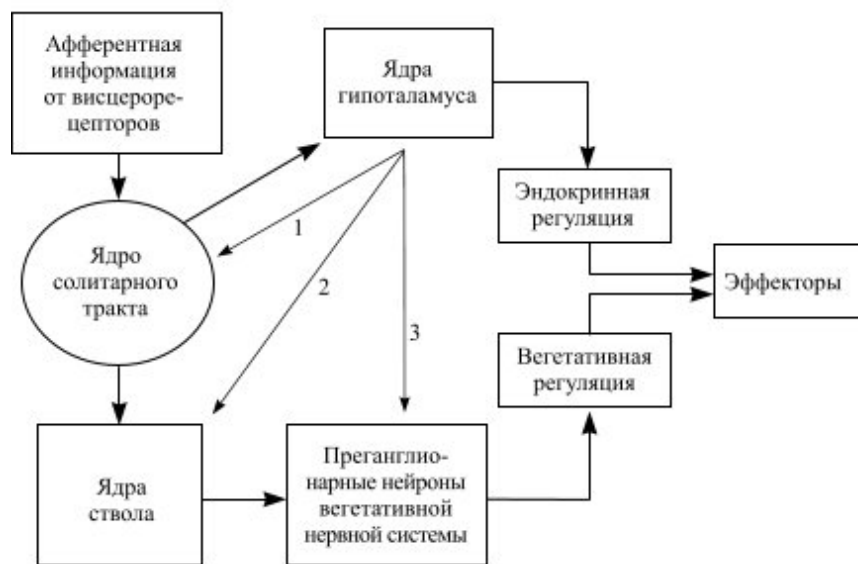 Афферентная
информация
от висцероре-
цепторов
Ядра
гипоталамуса
Эндокринная
регуляция
1
Ядро
солитарного
тракта
2
Эффекторы
3
Вегетативная
регуляция
Ядра
ствола
Преганглио-
нарные нейроны
вегетативной
нервной системы